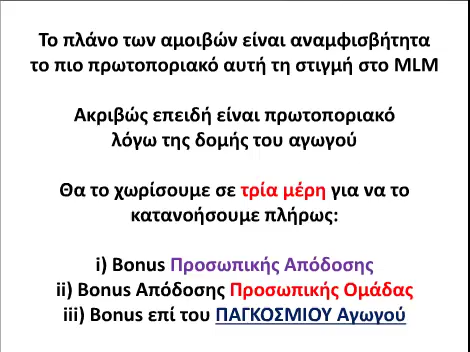 Το πλάνο των αμοιβών είναι αναμφισβήτητα
το πιο πρωτοποριακό αυτή τη στιγμή στο MLM
Ακριβώς επειδή είναι πρωτοποριακό
λόγω της δομής του αγωγού
Θα το χωρίσουμε σε τρία μέρη για να το
κατανοήσουμε πλήρως:
i) Bonus Προσωπικής Απόδοσης
ii) Bonus Απόδοσης Προσωπικής Ομάδας
iii) Bonus επί του ΠΑΓΚΟΣΜΙΟΥ Αγωγού